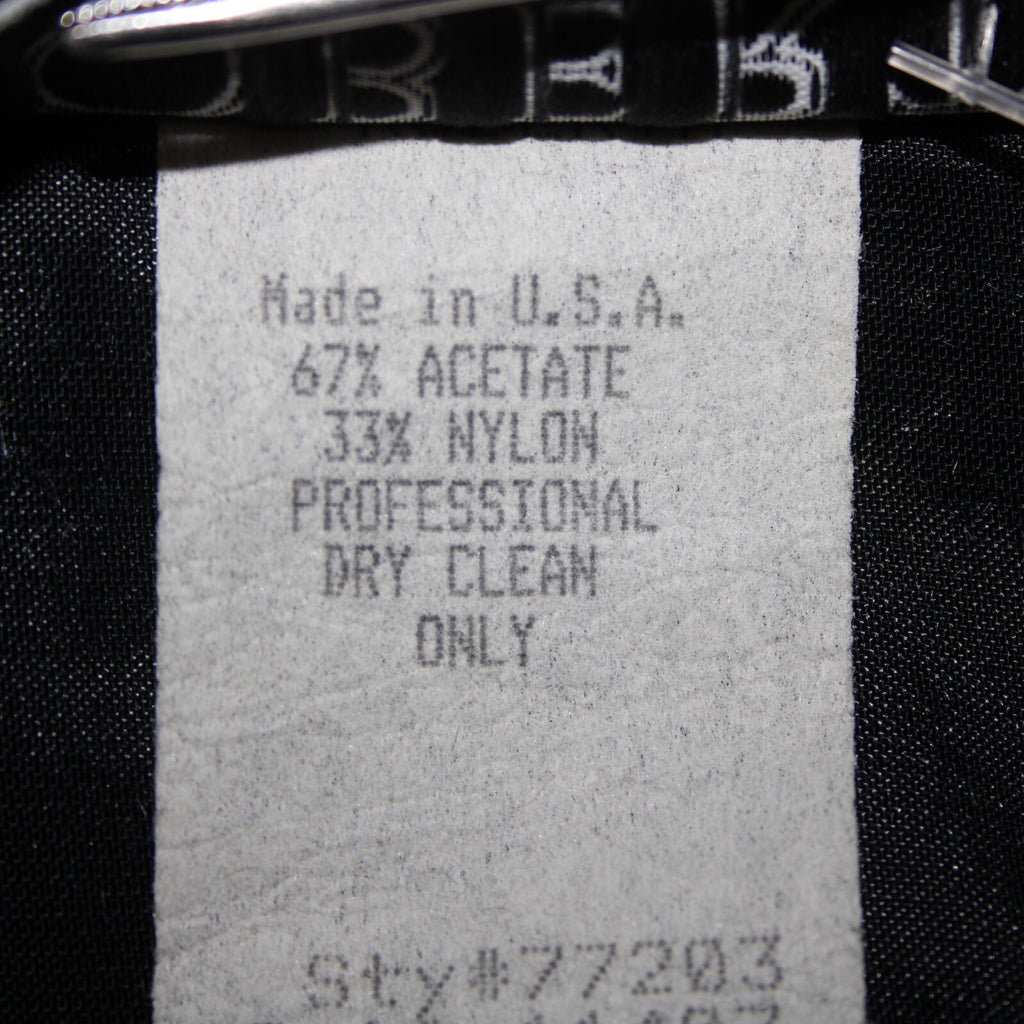 Made in U.S.A.
67% ACETATE
33% NYLON
PROFESSIONAL
DRY CLEAN
ONLY
Sty#77203